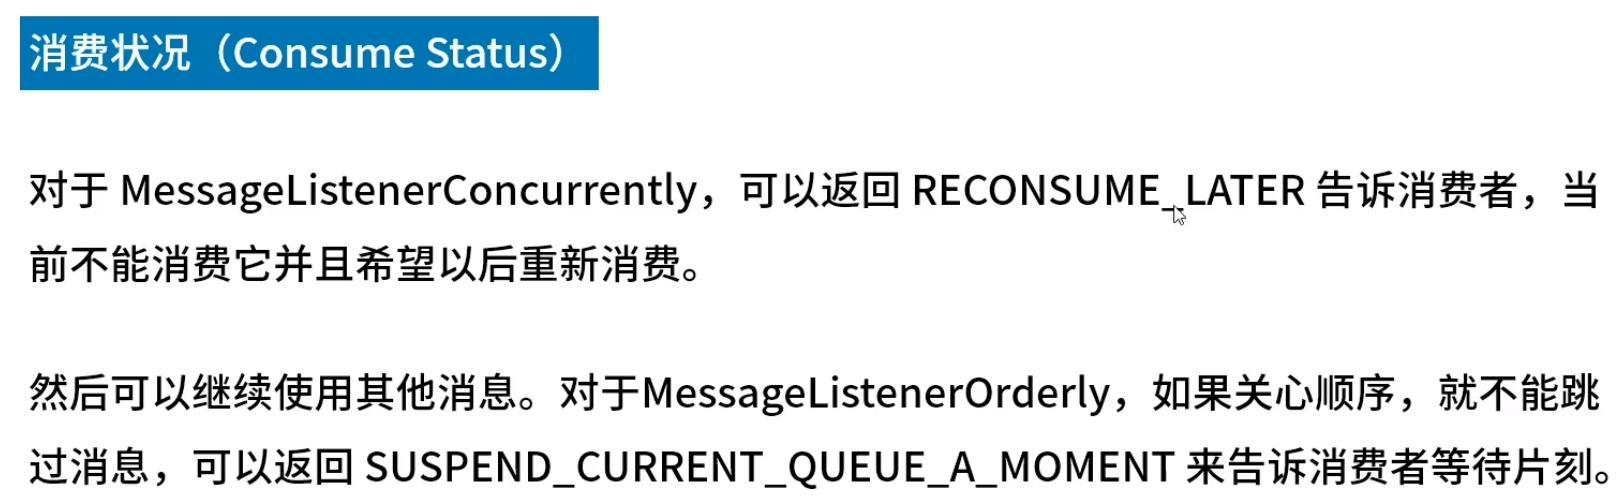 消费状况（Consume Status）
对于 MessageListenerConcurrently，可以返回 RECONSUME_LATER 告诉消费者，当
前不能消费它并且希望以后重新消费。
然后可以继续使用其他消息。对于MessageListenerOrderly，如果关心顺序，就不能跳
过消息，可以返回 SUSPEND_CURRENT_QUEUE_A_MOMENT 来告诉消费者等待片刻。